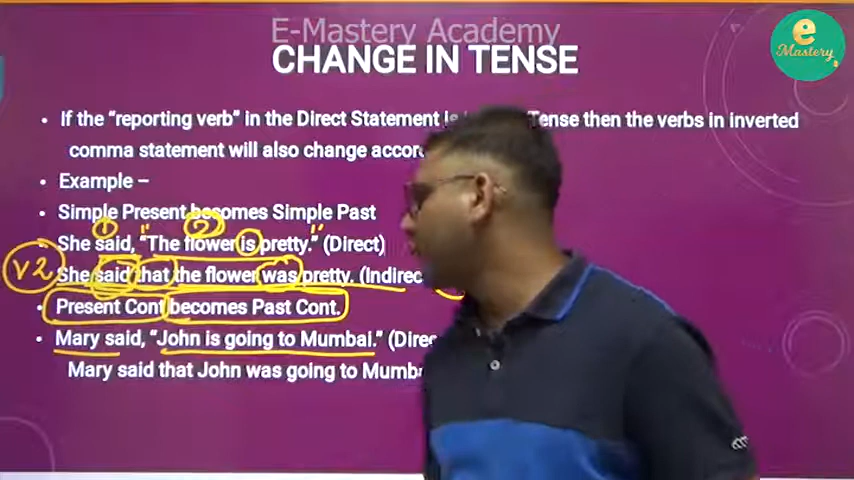 E-Mastery Academy
e
Mastery
CHANGE IN TENSE
• If the "reporting verb" in the Direct Statement Tense then the verbs in inverted
comma statement will also change
• Example –
• Simple Present becomes Simple Past
1 2
• She said, "The flower is pretty." (Direct)
V2
She said that the flower was pretty. (Indirec
• Present Cont becomes Past Cont.
• Mary said, "John is going to Mumbai." (Direc
Mary said that John was going to Mumba